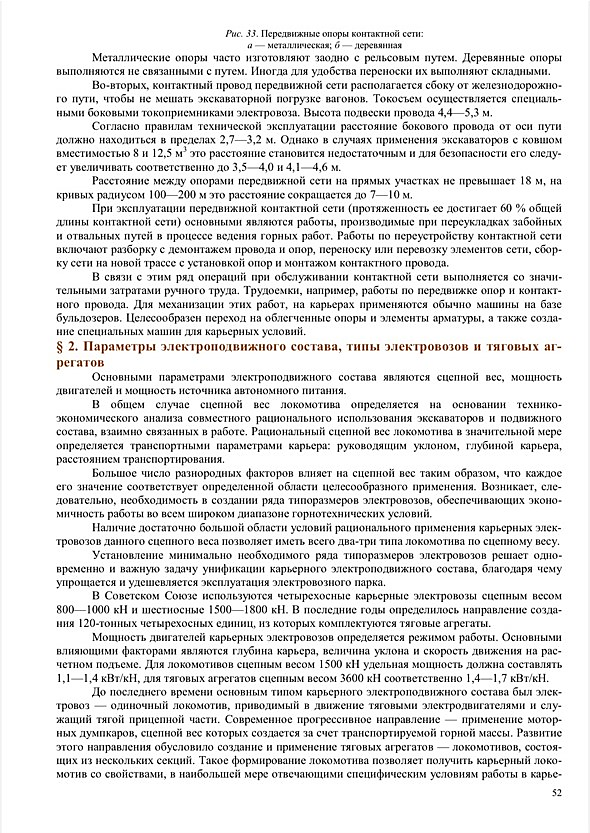 Рис. 33. Передвижные опоры контактной сети:
а — металлическая; б — деревянная
Металлические опоры часто изготовляют заодно с рельсовым путем. Деревянные опоры
выполняются не связанными с путем. Иногда для удобства переноски их выполняют складными.
Во-вторых, контактный провод передвижной сети располагается сбоку от железнодорожно-
го пути, чтобы не мешать экскаваторной погрузке вагонов. Токосъем осуществляется специаль-
ными боковыми токоприемниками электровоза. Высота подвески провода 4,4—5,3 м.
Согласно правилам технической эксплуатации расстояние бокового провода от оси пути
должно находиться в пределах 2,7—3,2 м. Однако в случаях применения экскаваторов с ковшом
вместимостью 8 и 12,5 м³ это расстояние становится недостаточным и для безопасности его следу-
ет увеличивать соответственно до 3,5—4,0 и 4,1—4,6 м.
Расстояние между опорами передвижной сети на прямых участках не превышает 18 м, на
кривых радиусом 100—200 м это расстояние сокращается до 7—10 м.
При эксплуатации передвижной контактной сети (протяженность ее достигает 60 % общей
длины контактной сети) основными являются работы, производимые при переукладках забойных
и отвальных путей в процессе ведения горных работ. Работы по переустройству контактной сети
включают разборку с демонтажем провода и опор, переноску или перевозку элементов сети, сбор-
ку сети на новой трассе с установкой опор и монтажом контактного провода.
В связи с этим ряд операций при обслуживании контактной сети выполняется со значи-
тельными затратами ручного труда. Трудоемки, например, работы по передвижке опор и контакт-
ного провода. Для механизации этих работ, на карьерах применяются обычно машины на базе
бульдозеров. Целесообразен переход на облегченные опоры и элементы арматуры, а также созда-
ние специальных машин для карьерных условий.
§ 2. Параметры электроподвижного состава, типы электровозов и тяговых аг-
регатов
Основными параметрами электроподвижного состава являются сцепной вес, мощность
двигателей и мощность источника автономного питания.
В общем случае сцепной вес локомотива определяется на основании технико-
экономического анализа совместного рационального использования экскаваторов и подвижного
состава, взаимно связанных в работе. Рациональный сцепной вес локомотива в значительной мере
определяется транспортными параметрами карьера: руководящим уклоном, глубиной карьера,
расстоянием транспортирования.
Большое число разнородных факторов влияет на сцепной вес таким образом, что каждое
его значение соответствует определенной области целесообразного применения. Возникает, сле-
довательно, необходимость в создании ряда типоразмеров электровозов, обеспечивающих эконо-
мичность работы во всем широком диапазоне горнотехнических условий.
Наличие достаточно большой области условий рационального применения карьерных элек-
тровозов данного сцепного веса позволяет иметь всего два-три типа локомотива по сцепному весу.
Установление минимально необходимого ряда типоразмеров электровозов решает одно-
временно и важную задачу унификации карьерного электроподвижного состава, благодаря чему
упрощается и удешевляется эксплуатация электровозного парка.
В Советском Союзе используются четырехосные карьерные электровозы сцепным весом
800—1000 кН и шестиосные 1500—1800 кН. В последние годы определилось направление созда-
ния 120-тонных четырехосных единиц, из которых комплектуются тяговые агрегаты.
Мощность двигателей карьерных электровозов определяется режимом работы. Основными
влияющими факторами являются глубина карьера, величина уклона и скорость движения на рас-
четном подъеме. Для локомотивов сцепным весом 1500 кН удельная мощность должна составлять
1,1—1,4 кВт/кН, для тяговых агрегатов сцепным весом 3600 кН соответственно 1,4—1,7 кВт/кН.
До последнего времени основным типом карьерного электроподвижного состава был элек-
тровоз — одиночный локомотив, приводимый в движение тяговыми электродвигателями и слу-
жащий тягой прицепной части. Современное прогрессивное направление — применение мотор-
ных думпкаров, сцепной вес которых создается за счет транспортируемой горной массы. Развитие
этого направления обусловило создание и применение тяговых агрегатов — локомотивов, состоя-
щих из нескольких секций. Такое формирование локомотива позволяет получить карьерный локо-
мотив со свойствами, в наибольшей мере отвечающими специфическим условиям работы в карье-
52